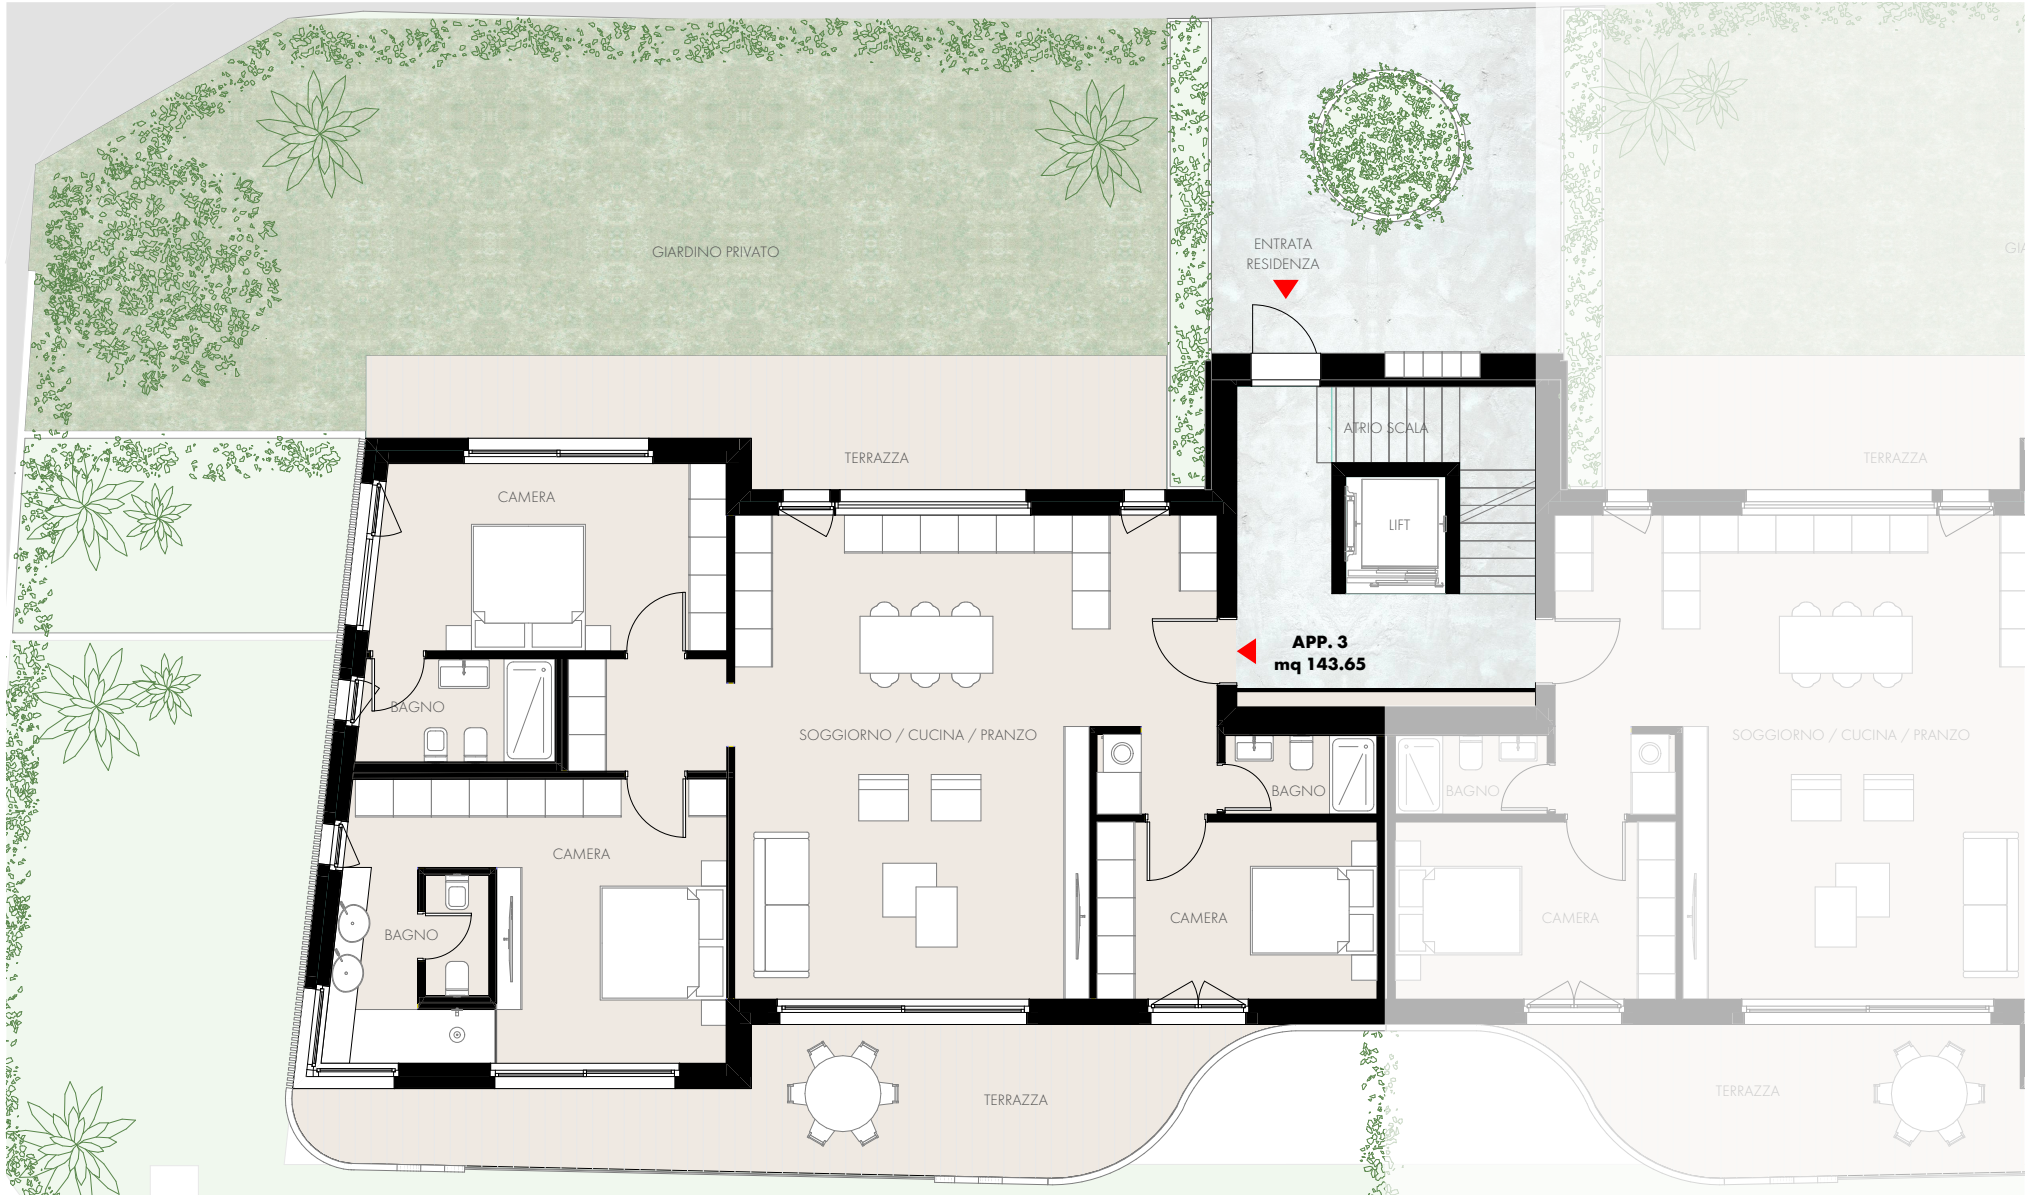 GIARDINO PRIVATO
ENTRATA
RESIDENZA
GIA
ATRIO SCALA
TERRAZZA
TERRAZZA
CAMERA
LIFT
APP. 3
mq 143.65
BAGNO
SOGGIORNO / CUCINA / PRANZO
SOGGIORNO / CUCINA / PRANZO
BAGNO
BAGNO
CAMERA
CAMERA
CAMERA
BAGNO
TERRAZZA
TERRAZZA